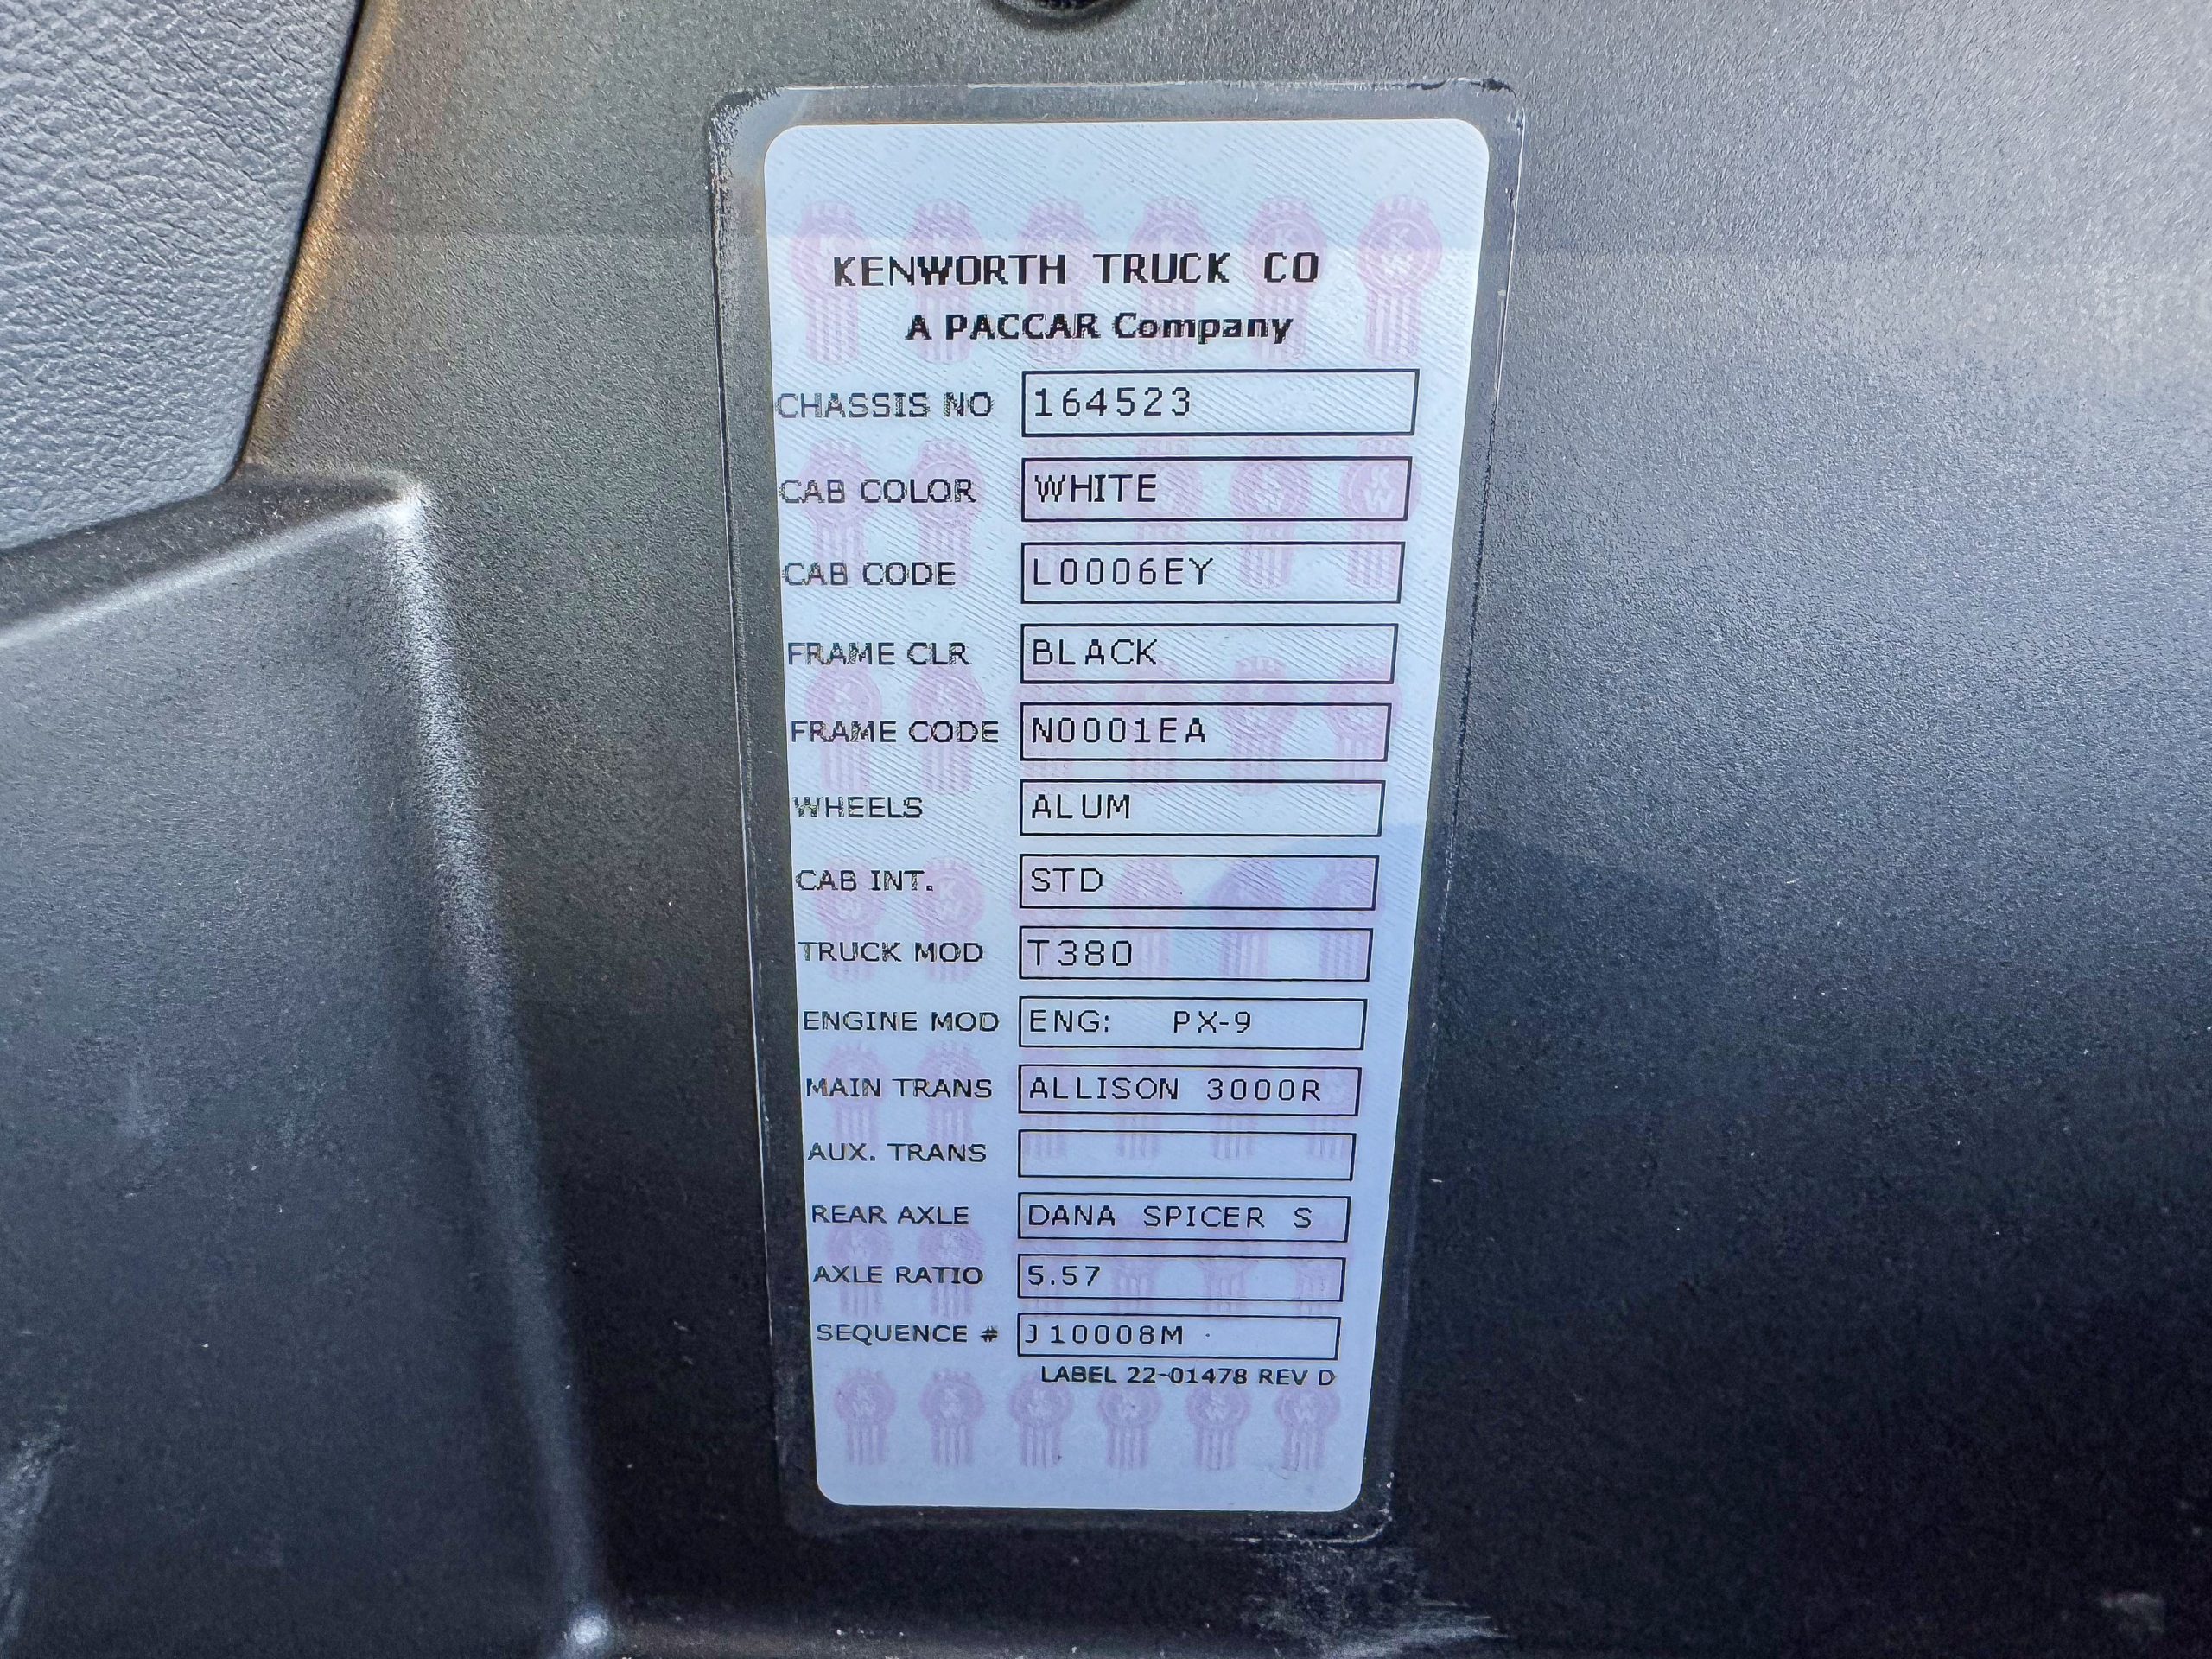 KENWORTH TRUCK CO
A PACCAR Company
CHASSIS NO 164523
CAB COLOR WHITE
CAB CODE L0006EY
FRAME CLR BLACK
FRAME CODE N0001EA
WHEELS ALUM
CAB INT. STD
TRUCK MOD T380
ENGINE MOD ENG: PX-9
MAIN TRANS ALLISON 3000R
AUX. TRANS
REAR AXLE DANA SPICER S
AXLE RATIO 5.57
SEQUENCE # J10008M
LABEL 22-01478 REV D